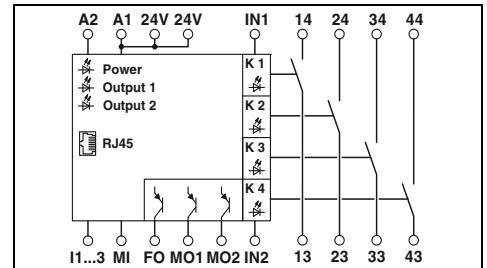 A2 A1 24V 24V IN1 14 24 34 44
Power
Output 1
Output 2
RJ45
K 1
K 2
K 3
K 4
I1...3 MI FO MO1 MO2 IN2 13 23 33 43